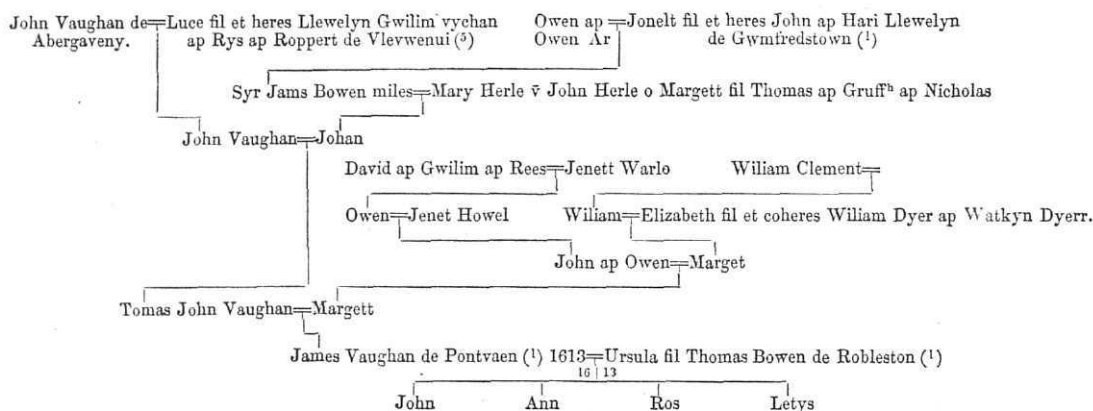 John Vaughan de=Luce fil et heres Llewelyn Gwilim vychan Owen ap =Jonelt fil et heres John ap Hari Llewelyn
Abergaveny. ap Rys ap Roppert de Vlevwenui (⁵) Owen Ar de Gwmfredstown (¹)
Syr Jams Bowen miles=Mary Herle ṽ John Herle o Margett fil Thomas ap Gruffʰ ap Nicholas
John Vaughan=Johan
David ap Gwilim ap Rees=Jenett Warlo Wiliam Clement=
Owen=Jenet Howel Wiliam=Elizabeth fil et coheres Wiliam Dyer ap Watkyn Dyerr.
John ap Owen=Marget
Tomas John Vaughan=Margett
James Vaughan de Pontvaen (¹) 1613=Ursula fil Thomas Bowen de Robleston (¹)
16 | 13
John Ann Ros Letys